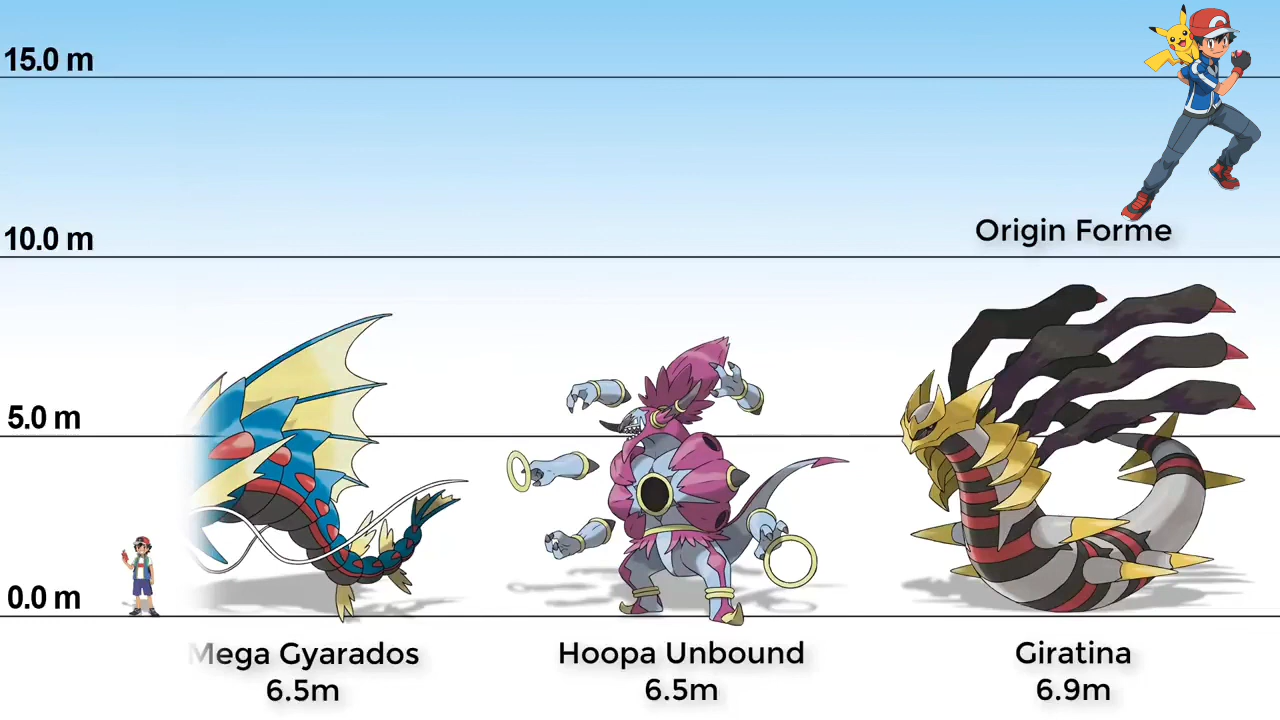 15.0 m
10.0 m
Origin Forme
5.0 m
0.0 m
Mega Gyarados
6.5m
Hoopa Unbound
6.5m
Giratina
6.9m